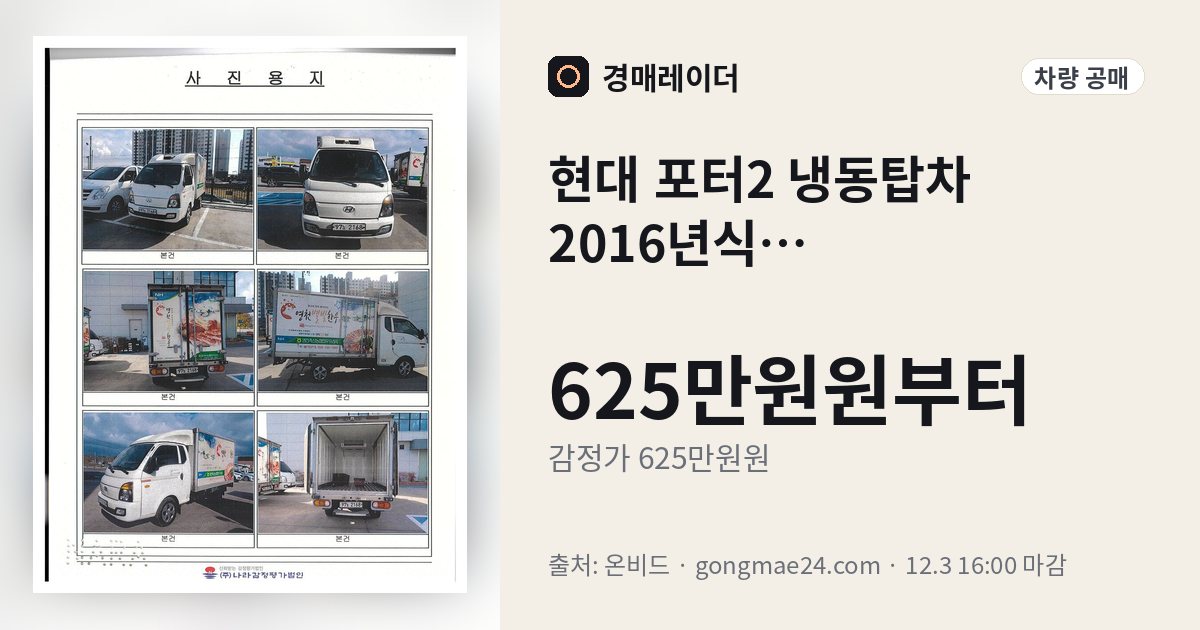 사 진 용 지
본건
본건
본건
본건
본건
본건
(주)나라감정평가법인
경매레이더
차량 공매
현대 포터2 냉동탑차
2016년식…
625만원원부터
감정가 625만원원
출처: 온비드 · gongmae24.com · 12.3 16:00 마감